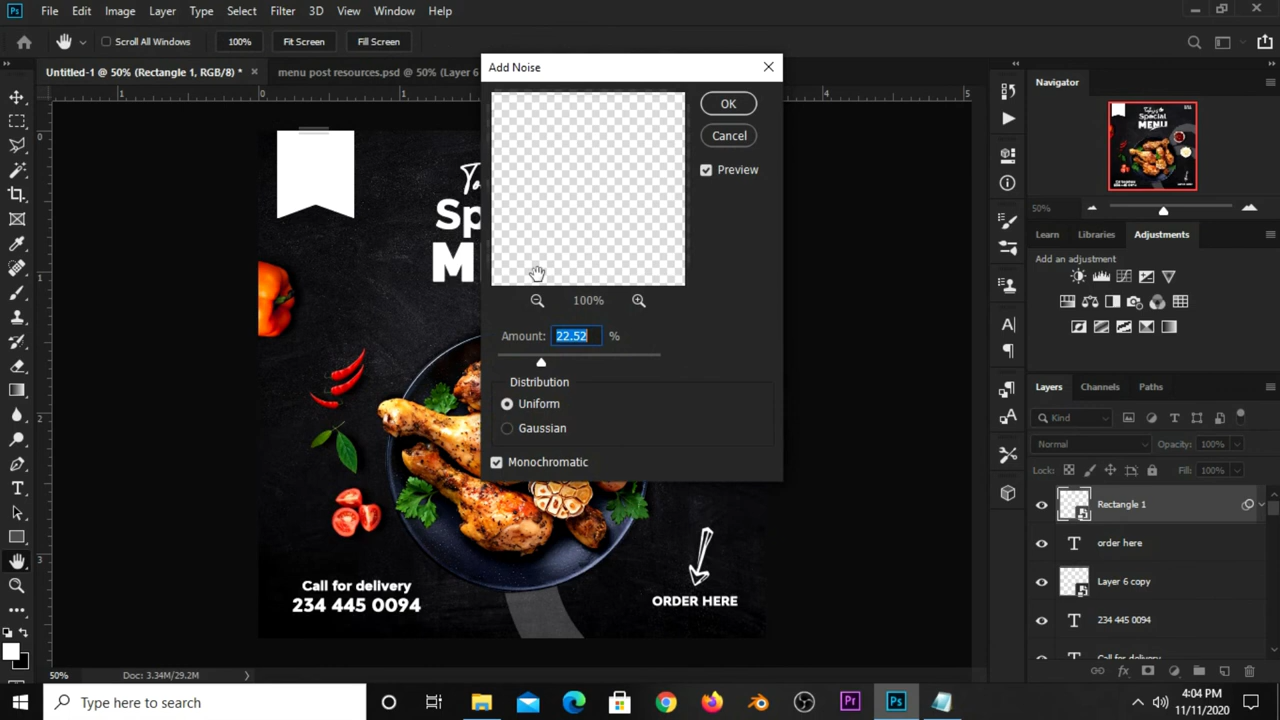 File Edit Image Layer Type Select Filter 3D View Window Help
Scroll All Windows 100% Fit Screen Fill Screen
Untitled-1 @ 50% (Rectangle 1, RGB/8) * menu post resources.psd @ 50% (Layer 6
Add Noise
OK
Cancel
Preview
100%
Amount: 22.52 %
Distribution
Uniform
Gaussian
Monochromatic
Call for delivery
234 445 0094
ORDER HERE
Navigator
Special
MENU
50%
Learn Libraries Adjustments
Add an adjustment
Layers Channels Paths
Kind
Normal Opacity: 100%
Lock: Fill: 100%
Rectangle 1
order here
Layer 6 copy
234 445 0094
Call for delivery
50% Doc: 3.34M/29.2M
Type here to search
4:04 PM
11/11/2020